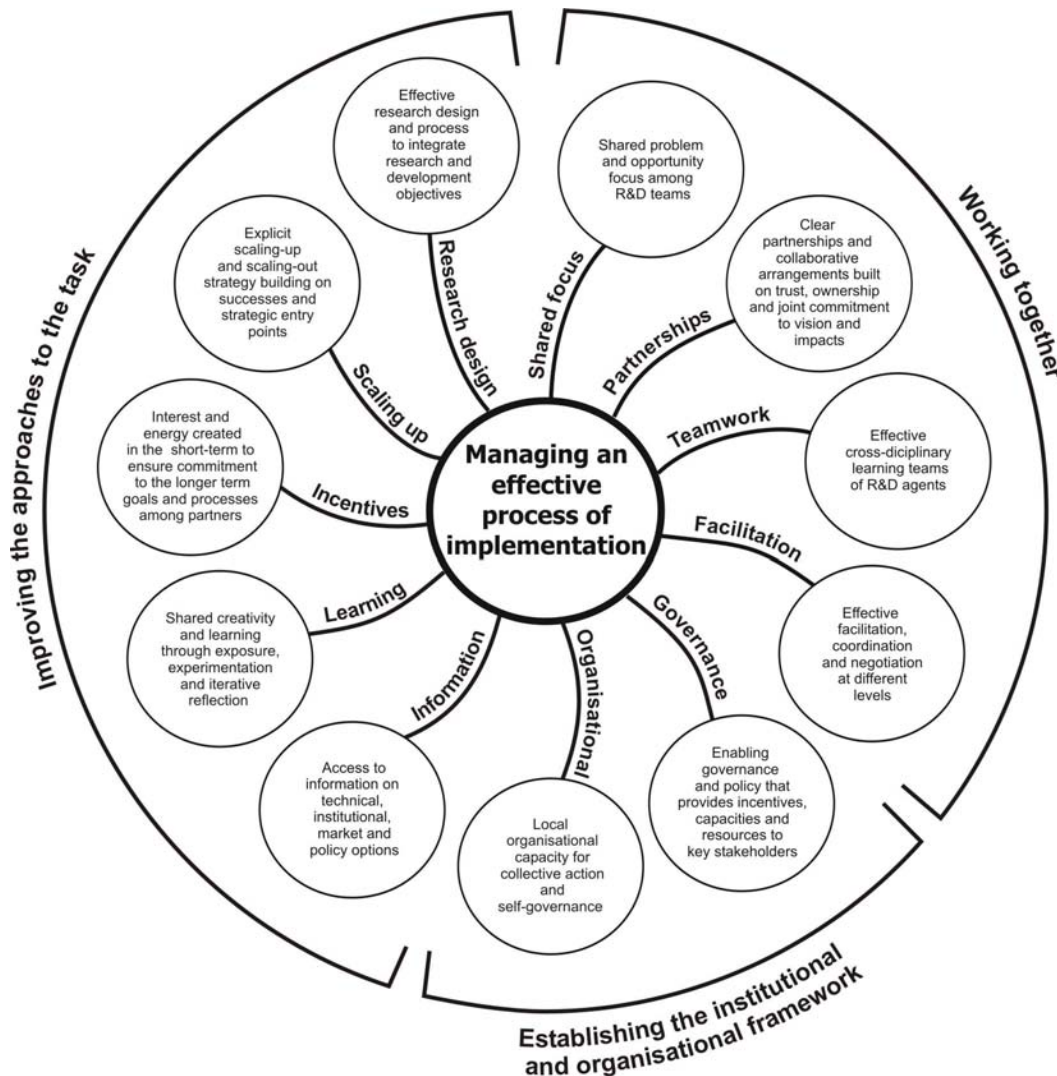 Managing an
effective
process of
implementation
Working together
Shared focus
Shared problem
and opportunity
focus among
R&D teams
Partnerships
Clear
partnerships and
collaborative
arrangements built
on trust, ownership
and joint commitment
to vision and
impacts
Teamwork
Effective
cross-diciplinary
learning teams
of R&D agents
Facilitation
Effective
facilitation,
coordination
and negotiation
at different
levels
Establishing the institutional
and organisational framework
Governance
Enabling
governance
and policy that
provides incentives,
capacities and
resources to
key stakeholders
Organisational
Local
organisational
capacity for
collective action
and
self-governance
Improving the approaches to the task
Information
Access to
information on
technical,
institutional,
market and
policy options
Learning
Shared creativity
and learning
through exposure,
experimentation
and iterative
reflection
Incentives
Interest and
energy created
in the short-term to
ensure commitment
to the longer term
goals and processes
among partners
Scaling up
Explicit
scaling-up
and scaling-out
strategy building on
successes and
strategic entry
points
Research design
Effective
research design
and process
to integrate
research and
development
objectives